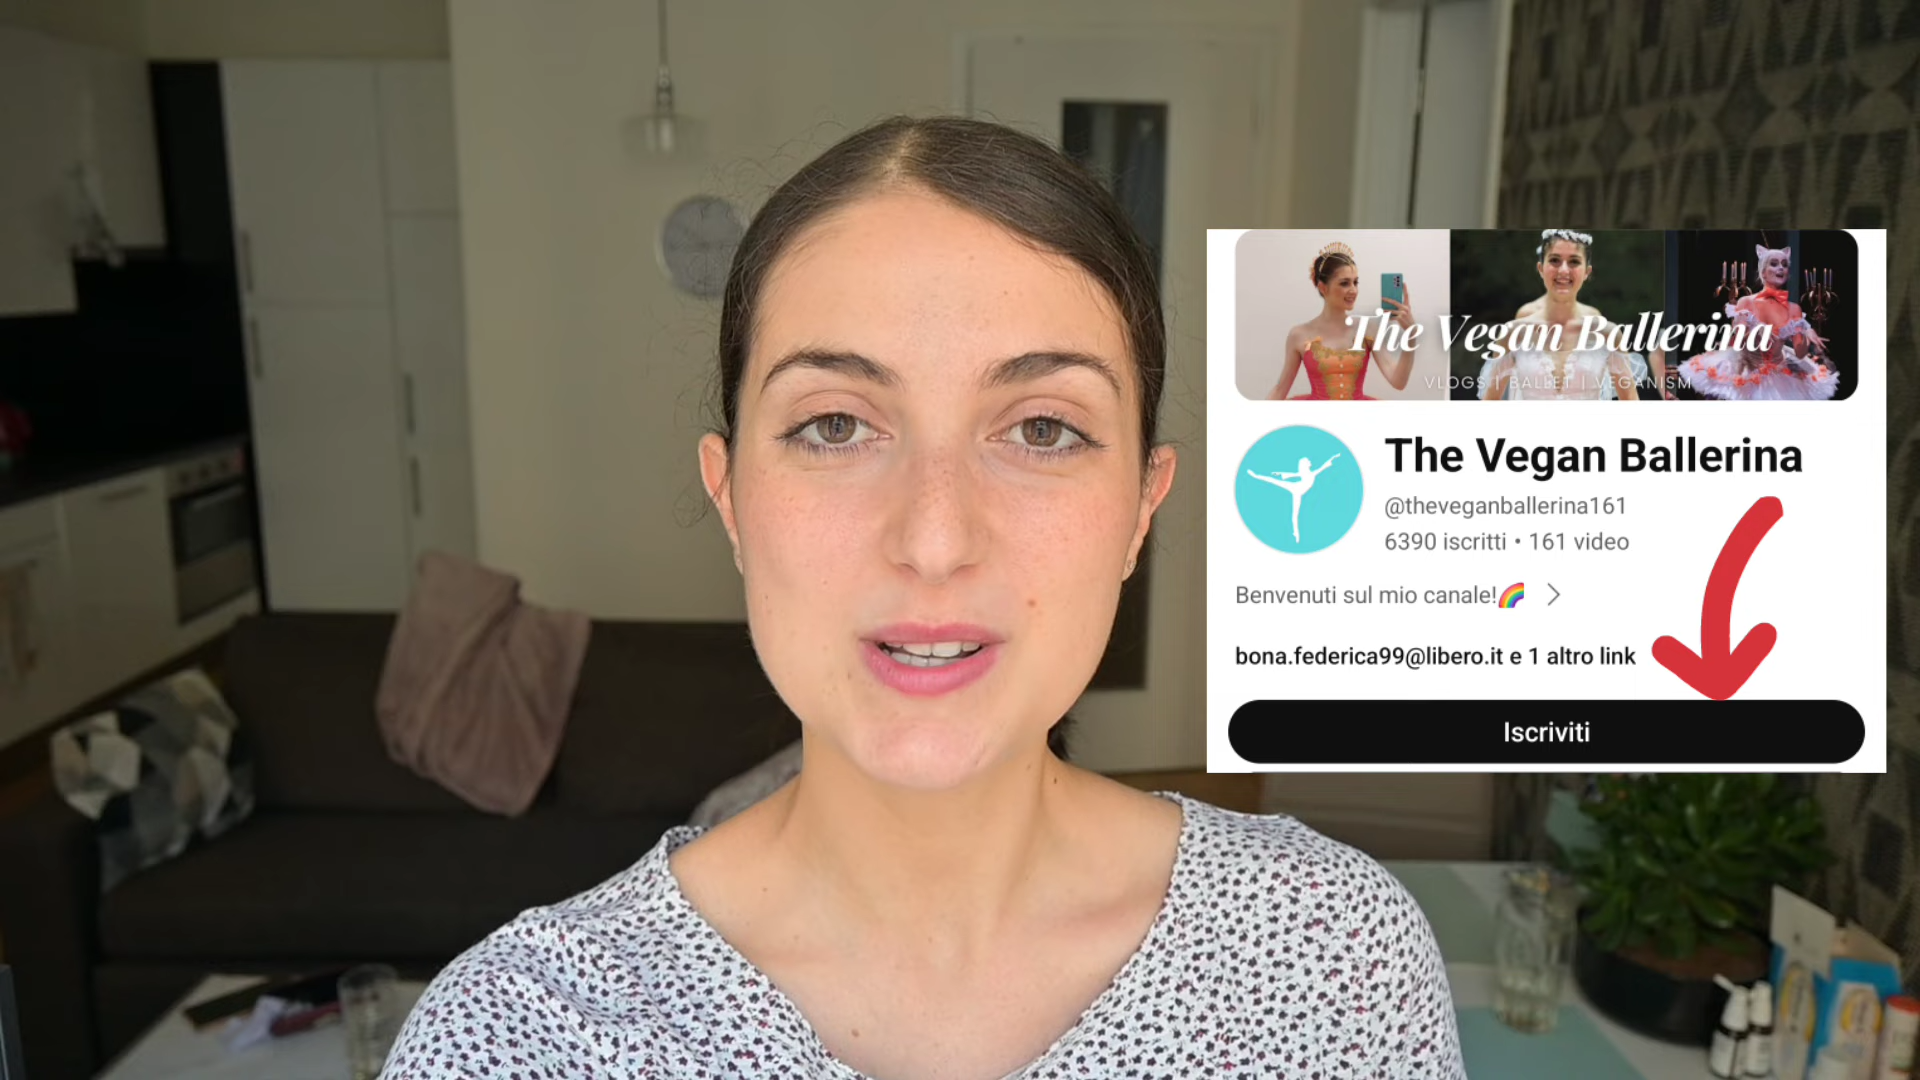 The Vegan Ballerina
VLOGS | BALLET | VEGANISM
The Vegan Ballerina
@theveganballerina161
6390 iscritti • 161 video
Benvenuti sul mio canale!🌈 >
bona.federica99@libero.it e 1 altro link
Iscriviti